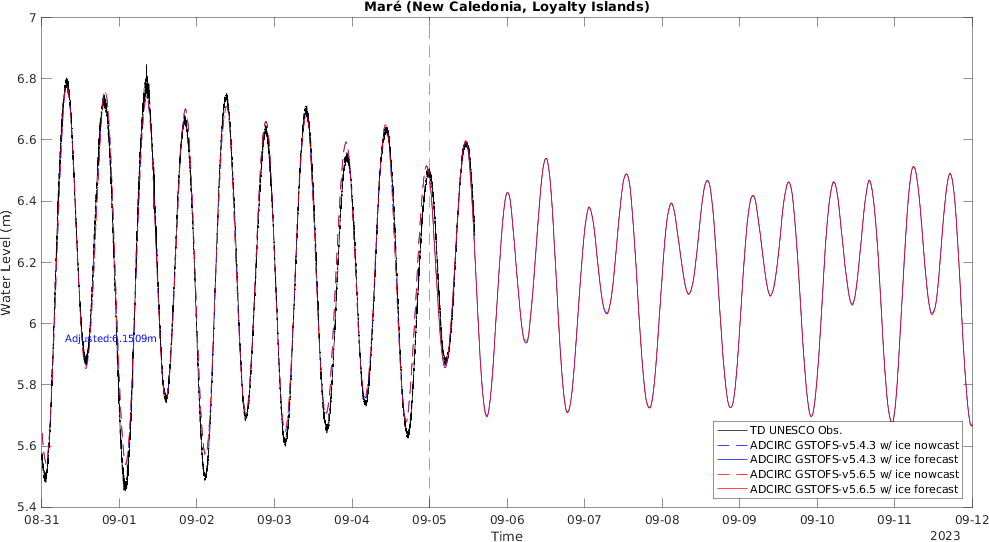 Maré (New Caledonia, Loyalty Islands)
7
6.8
6.6
6.4
6.2
6
5.8
5.6
5.4
Water Level (m)
Adjusted:6.1509m
TD UNESCO Obs.
ADCIRC GSTOFS-v5.4.3 w/ ice nowcast
ADCIRC GSTOFS-v5.4.3 w/ ice forecast
ADCIRC GSTOFS-v5.6.5 w/ ice nowcast
ADCIRC GSTOFS-v5.6.5 w/ ice forecast
08-31 09-01 09-02 09-03 09-04 09-05 09-06 09-07 09-08 09-09 09-10 09-11 09-12
Time
2023